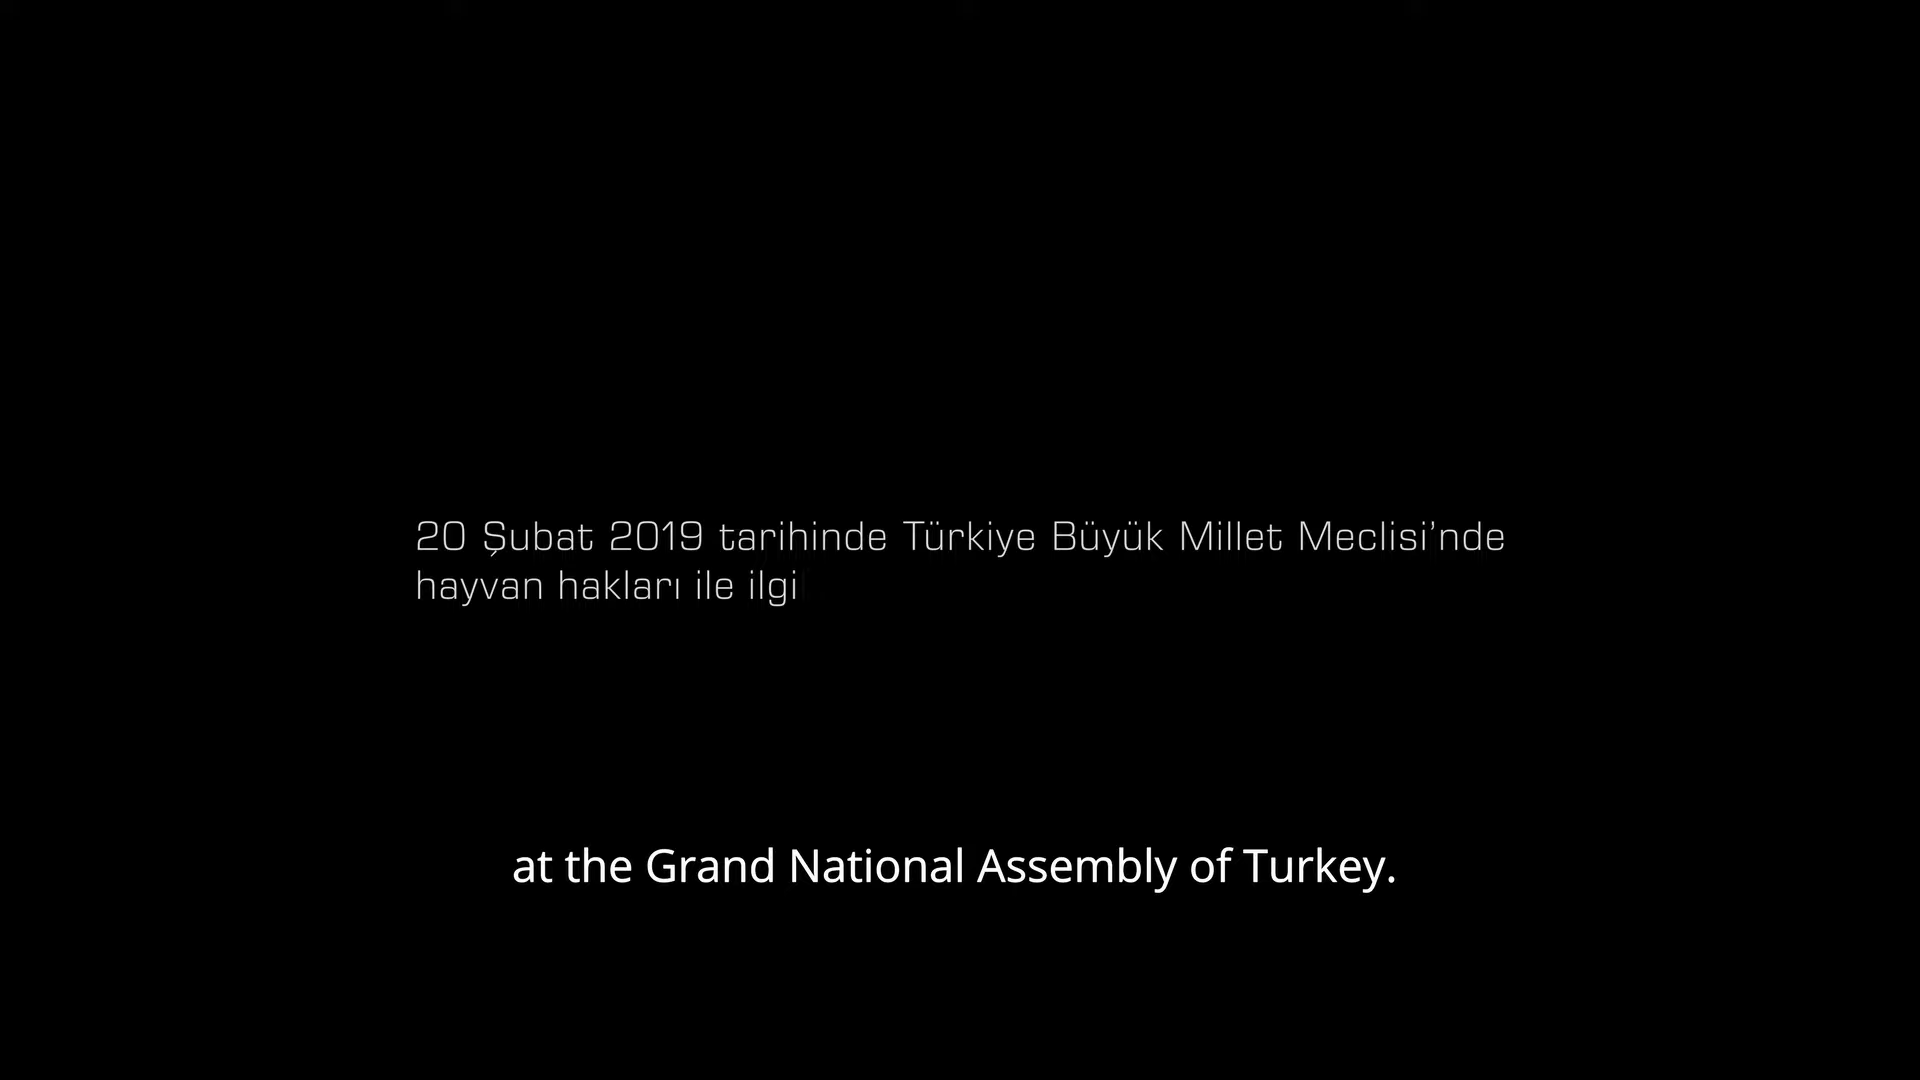 20 Şubat 2019 tarihinde Türkiye Büyük Millet Meclisi’nde
hayvan hakları ile ilgi
at the Grand National Assembly of Turkey.